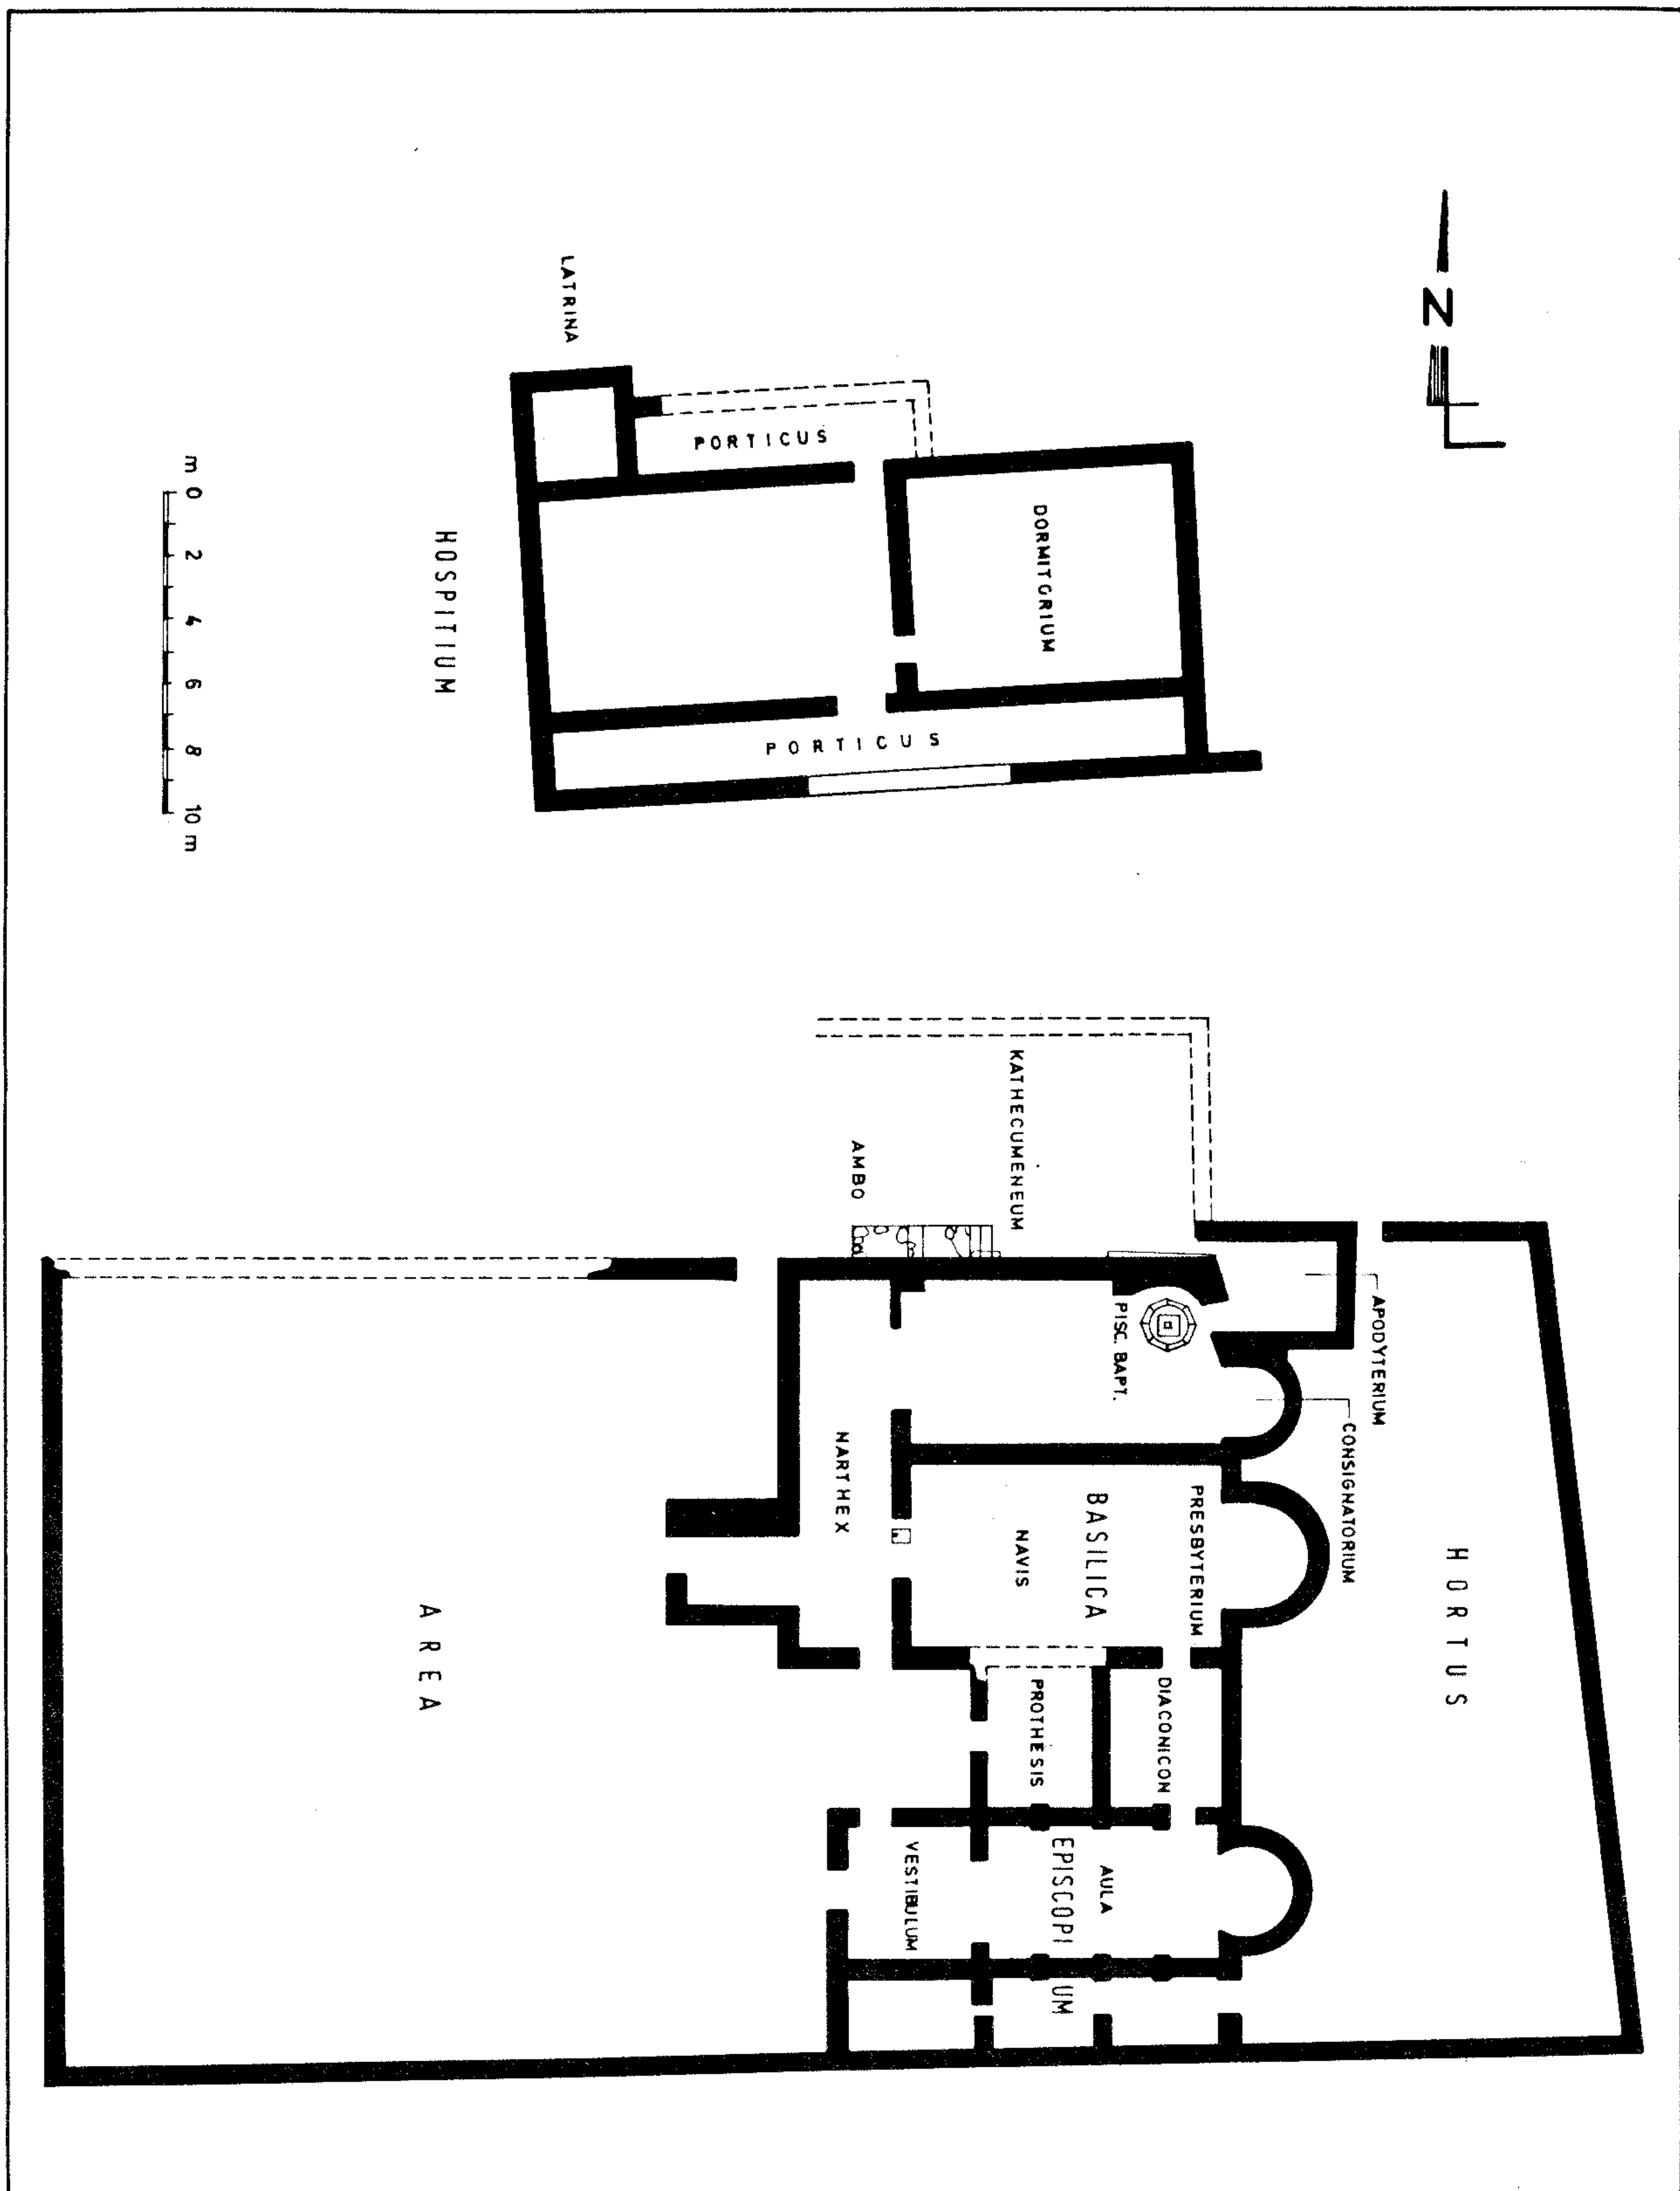 N
LATRINA
PORTICUS
DORMITORIUM
PORTICUS
HOSPITIUM
m 0 2 4 6 8 10 m
KATHECUMENEUM
AMBO
APODYTERIUM
CONSIGNATORIUM
PISC. BAPT.
NARTHEX
PRESBYTERIUM
BASILICA
NAVIS
HORTUS
AREA
DIACONICON
PROTHESIS
EPISCOPIUM
AULA
VESTIBULUM